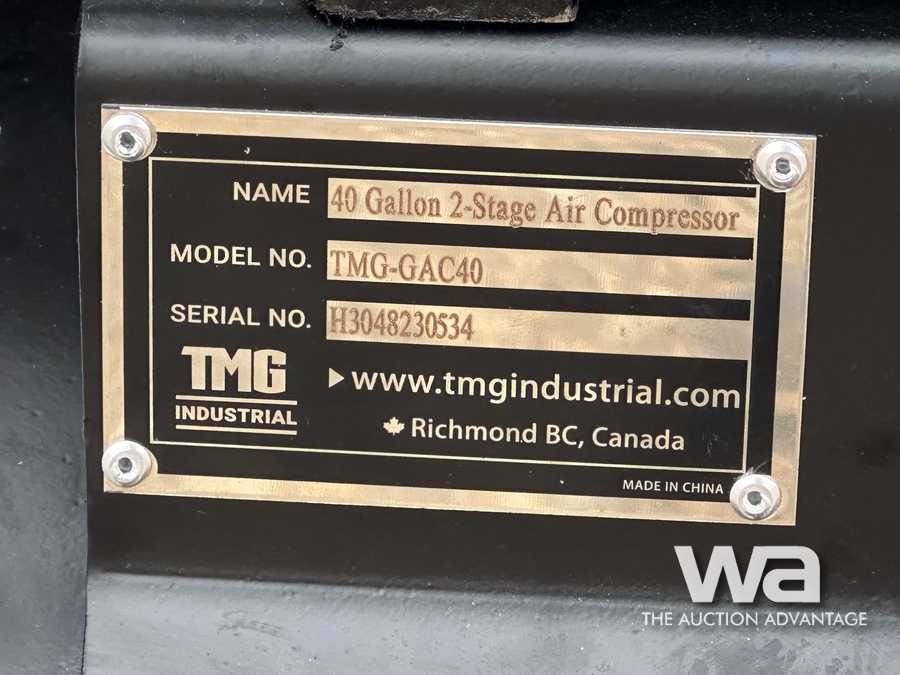 NAME 40 Gallon 2-Stage Air Compressor
MODEL NO. TMG-GAC40
SERIAL NO. H3048230534
TMG
INDUSTRIAL
www.tmgindustrial.com
Richmond BC, Canada
MADE IN CHINA
wa
THE AUCTION ADVANTAGE